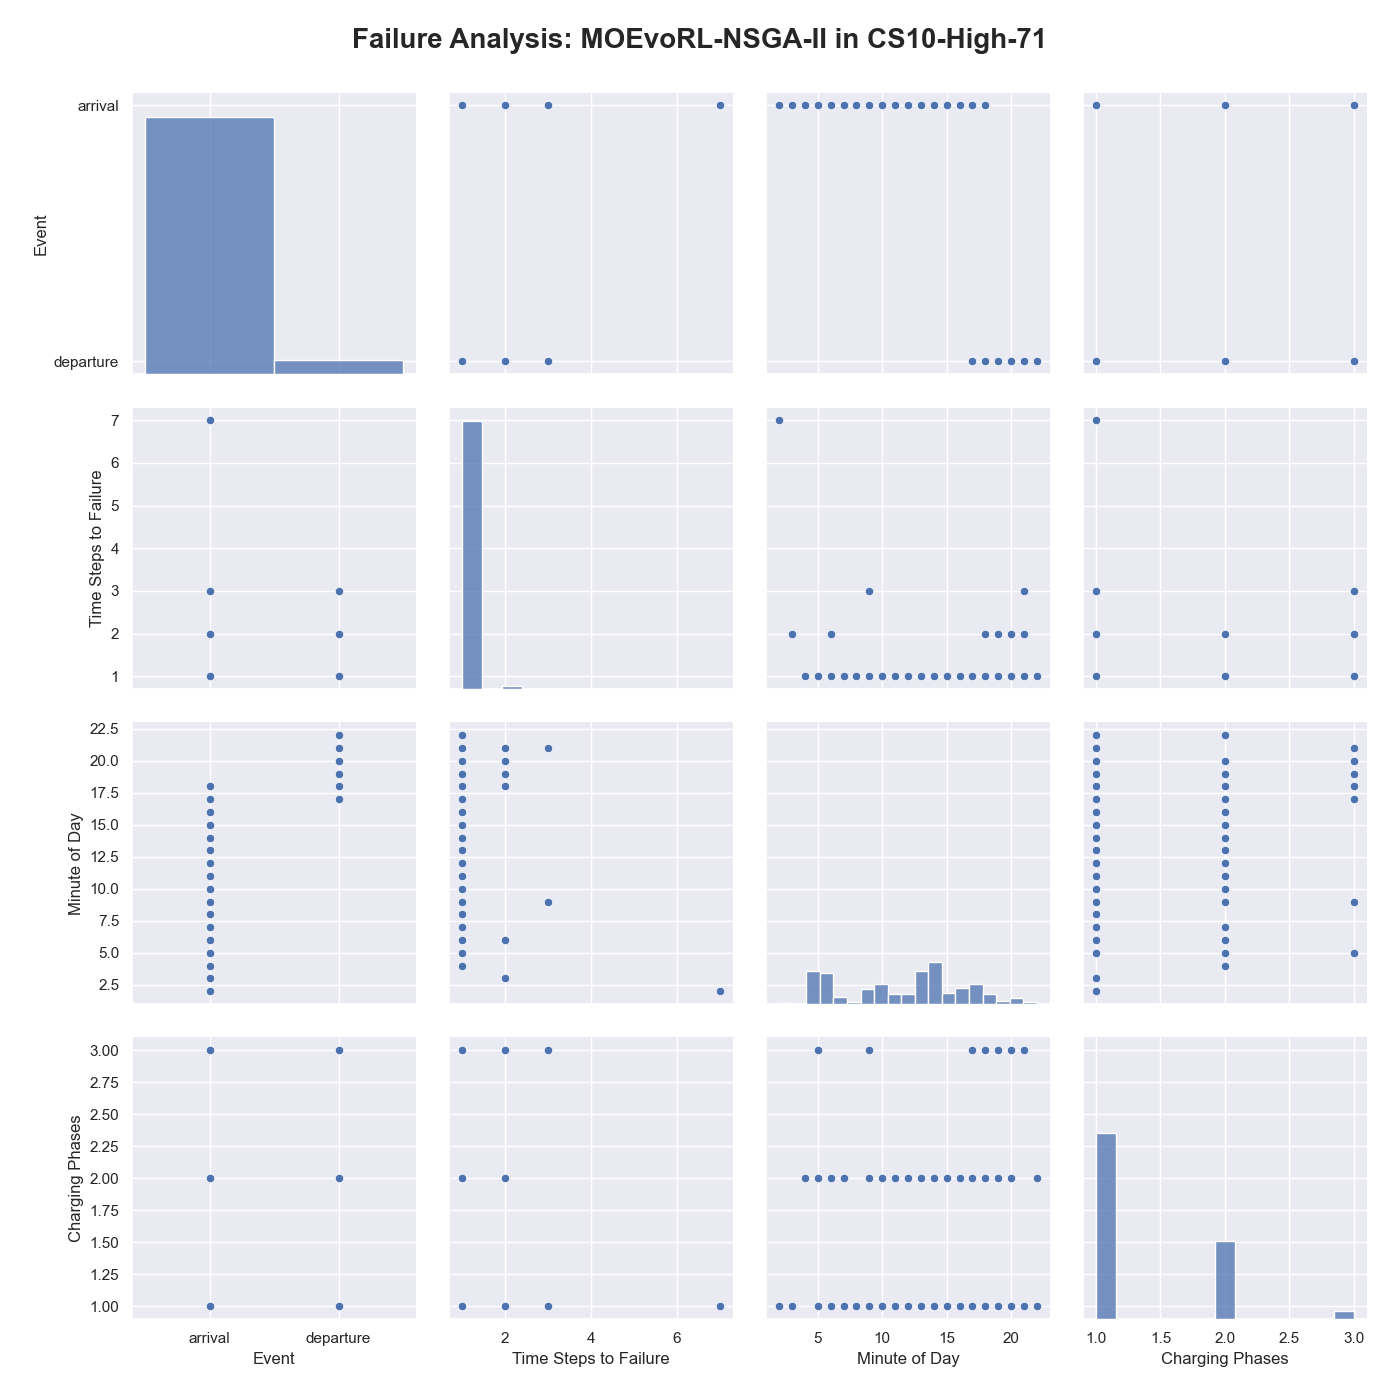 Failure Analysis: MOEvoRL-NSGA-II in CS10-High-71
arrival
departure
Event
7
6
5
4
3
2
1
Time Steps to Failure
22.5
20.0
17.5
15.0
12.5
10.0
7.5
5.0
2.5
Minute of Day
3.00
2.75
2.50
2.25
2.00
1.75
1.50
1.25
1.00
Charging Phases
arrival departure
Event
2 4 6
Time Steps to Failure
5 10 15 20
Minute of Day
1.0 1.5 2.0 2.5 3.0
Charging Phases